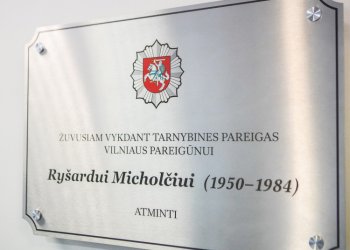 ŽUVUSIAM VYKDANT TARNYBINES PAREIGAS
VILNIAUS PAREIGŪNUI
Ryšardui Micholčiui (1950–1984)
ATMINTI